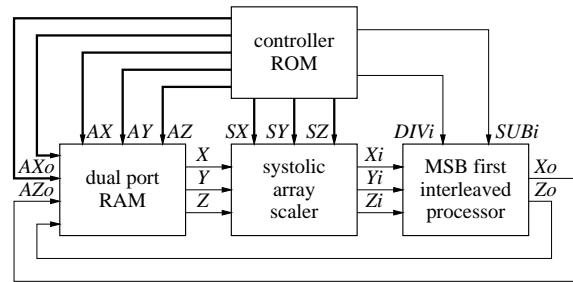 controller
ROM
AX AY AZ SX SY SZ DIVi SUBi
AXo
AZo
dual port
RAM
X
Y
Z
systolic
array
scaler
Xi
Yi
Zi
MSB first
interleaved
processor
Xo
Zo